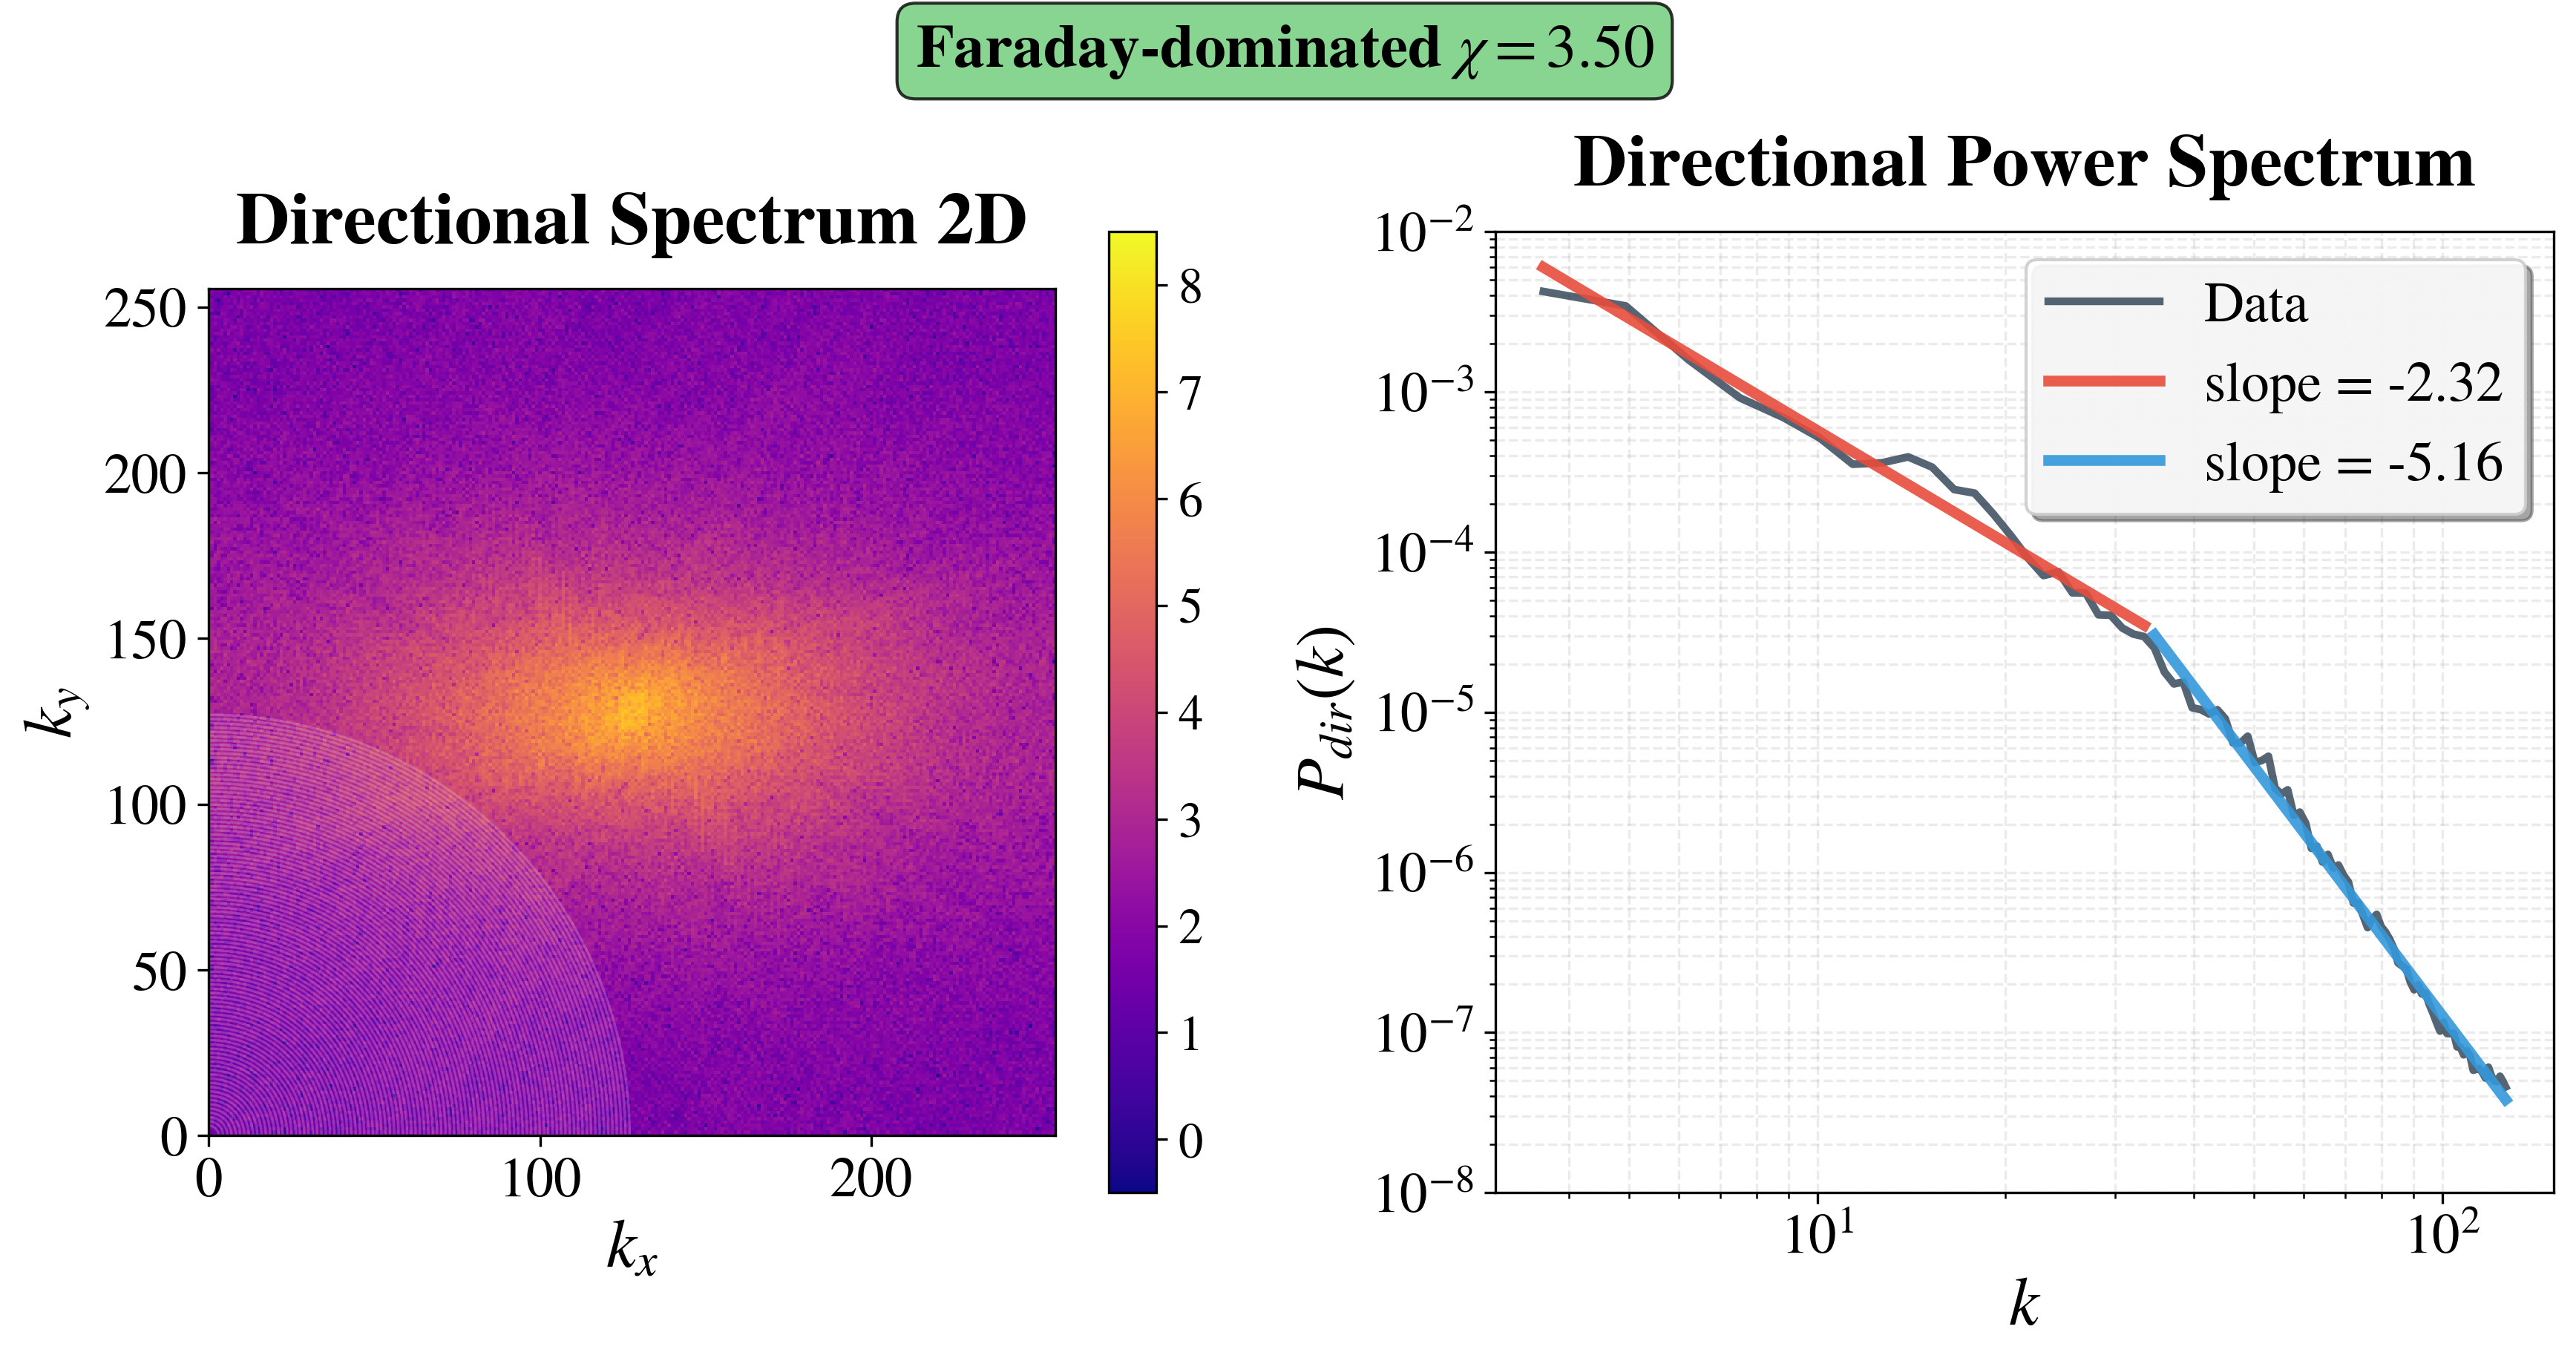 Faraday-dominated χ = 3.50
Directional Spectrum 2D
250
200
150
100
50
0
0 100 200
k_y
k_x
8
7
6
5
4
3
2
1
0
Directional Power Spectrum
10^{-2}
10^{-3}
10^{-4}
10^{-5}
10^{-6}
10^{-7}
10^{-8}
P_{dir}(k)
10^1 10^2
k
Data
slope = -2.32
slope = -5.16